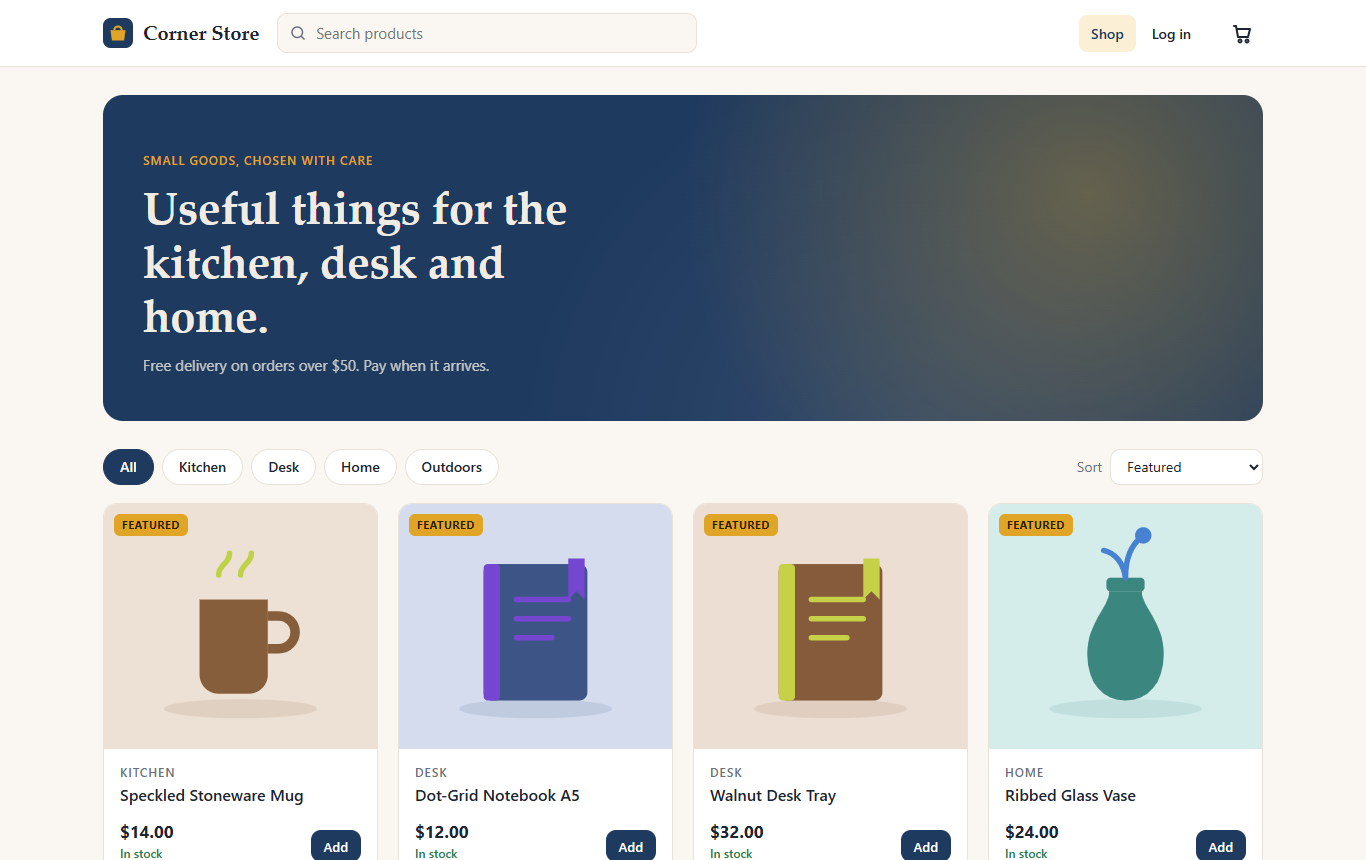 Corner Store
Search products
Shop
Log in
SMALL GOODS, CHOSEN WITH CARE
Useful things for the
kitchen, desk and
home.
Free delivery on orders over $50. Pay when it arrives.
All
Kitchen
Desk
Home
Outdoors
Sort
Featured
FEATURED
FEATURED
FEATURED
FEATURED
KITCHEN
Speckled Stoneware Mug
$14.00
In stock
Add
DESK
Dot-Grid Notebook A5
$12.00
In stock
Add
DESK
Walnut Desk Tray
$32.00
In stock
Add
HOME
Ribbed Glass Vase
$24.00
In stock
Add